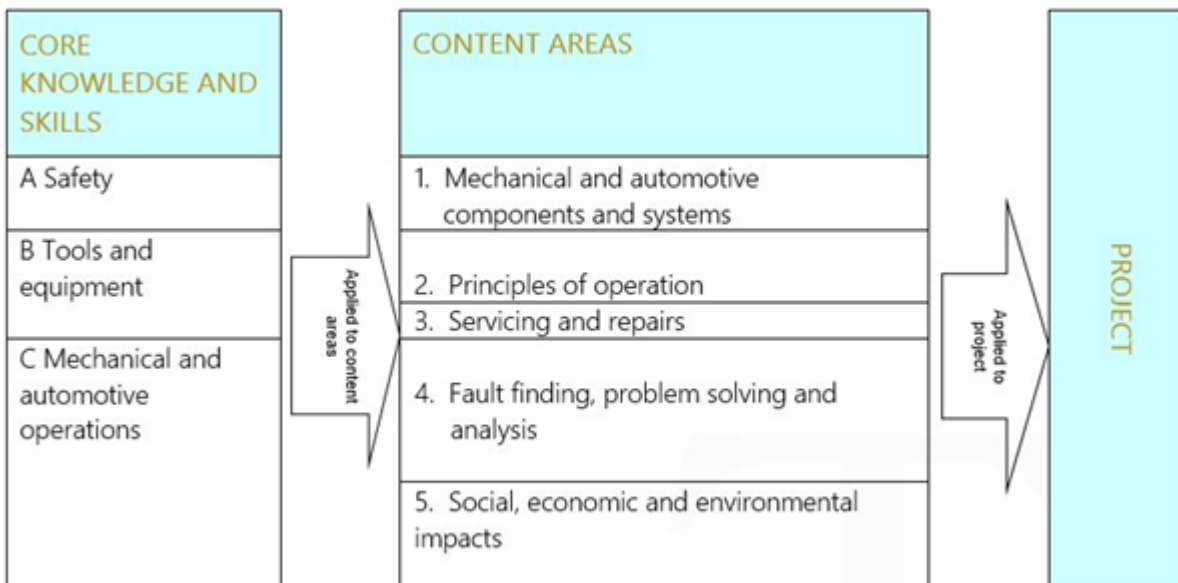 CORE
KNOWLEDGE AND
SKILLS
A Safety
B Tools and
equipment
C Mechanical and
automotive
operations
Applied to content
areas
CONTENT AREAS
1. Mechanical and automotive
components and systems
2. Principles of operation
3. Servicing and repairs
4. Fault finding, problem solving and
analysis
5. Social, economic and environmental
impacts
Applied to
project
PROJECT